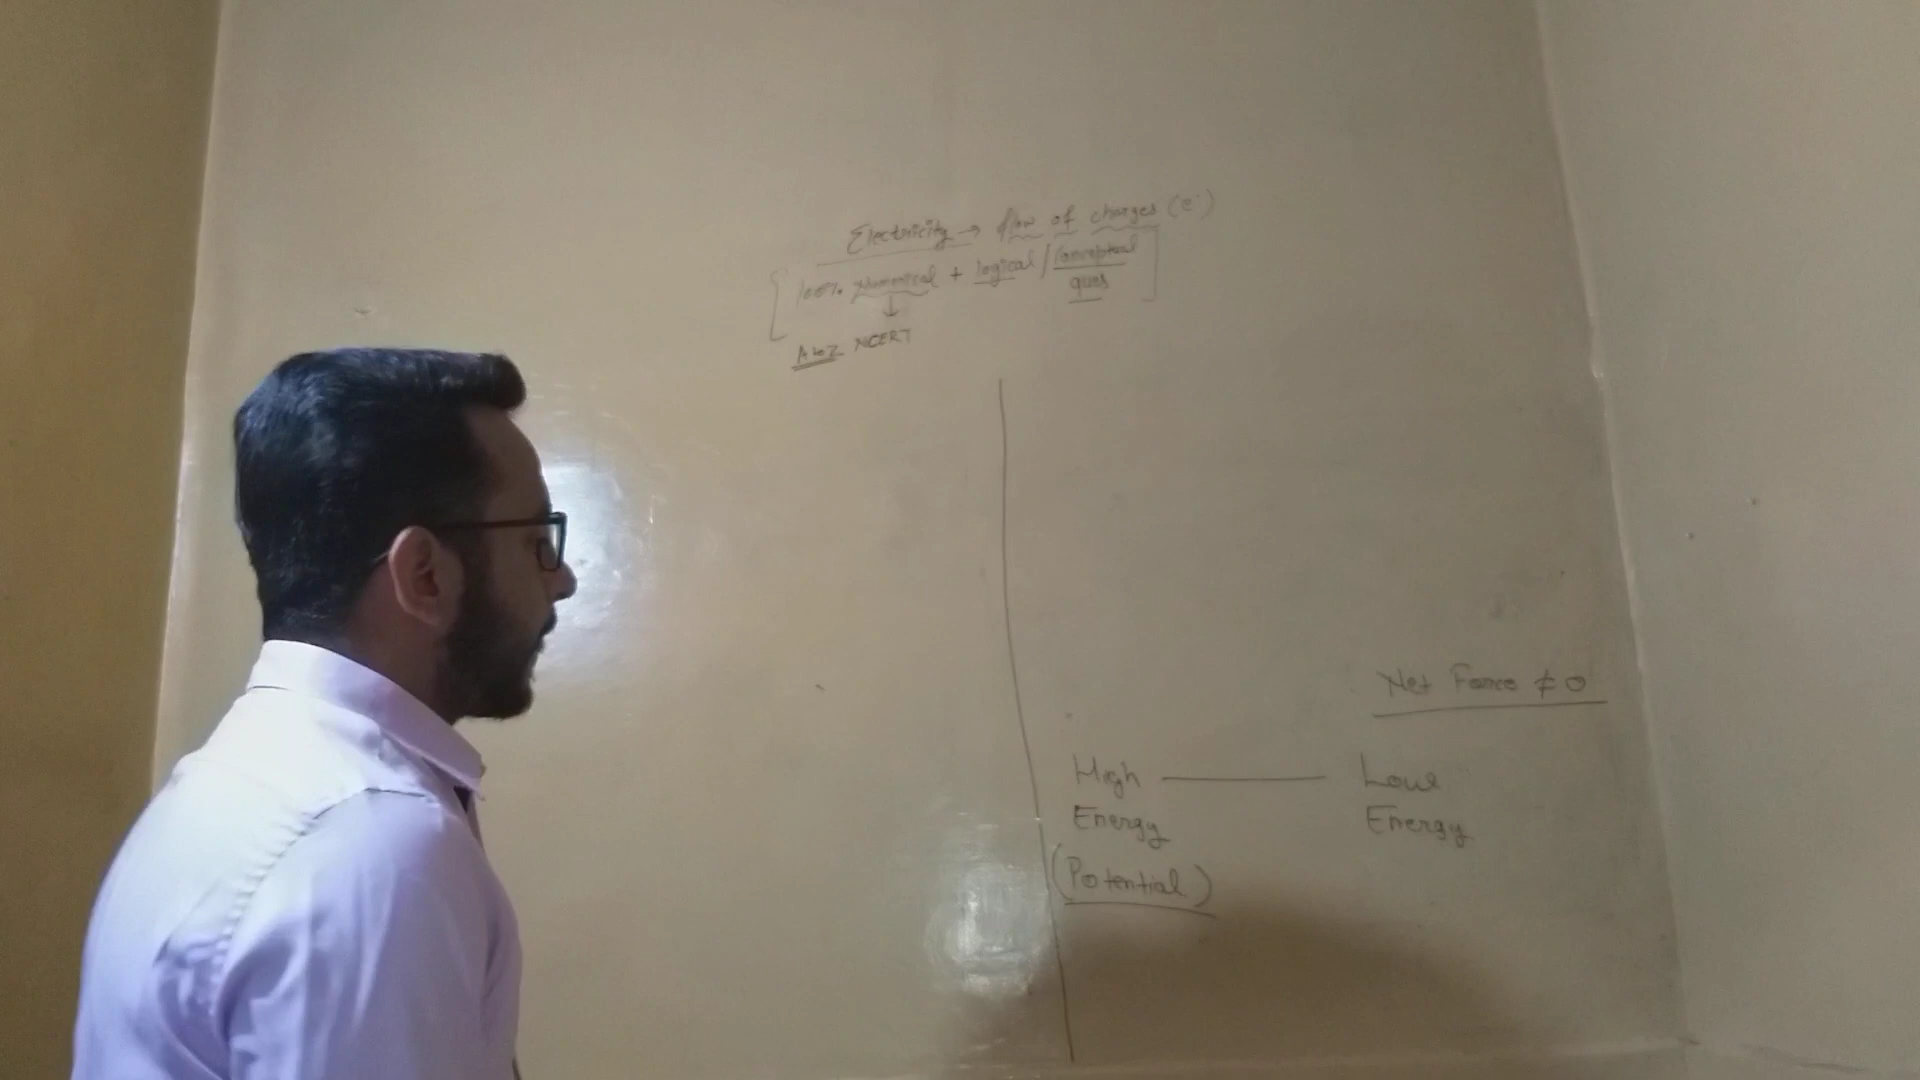 Electricity → flow of charges (e⁻)
[100% Numerical + logical / Conceptual
ques]
↓
A to Z NCERT
Net Force ≠ 0
High ——— Low
Energy Energy
(Potential)